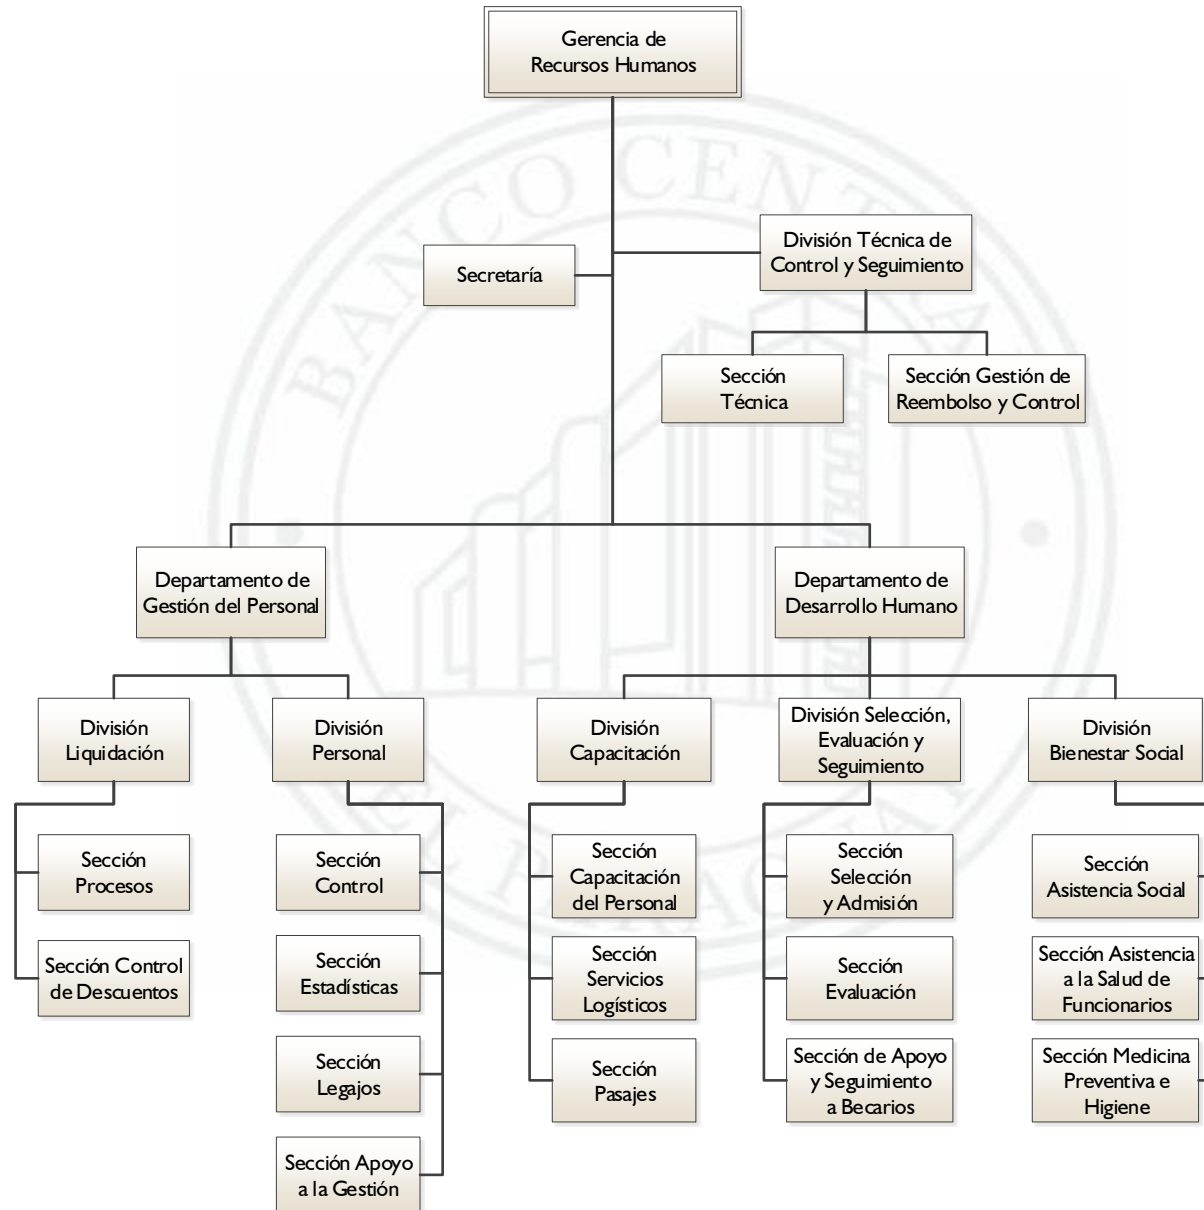 Gerencia de
Recursos Humanos
División Técnica de
Control y Seguimiento
Secretaría
Sección
Técnica
Sección Gestión de
Reembolso y Control
Departamento de
Gestión del Personal
Departamento de
Desarrollo Humano
División
Liquidación
División
Personal
División
Capacitación
División Selección,
Evaluación y
Seguimiento
División
Bienestar Social
Sección
Procesos
Sección Control
de Descuentos
Sección
Control
Sección
Estadísticas
Sección
Legajos
Sección Apoyo
a la Gestión
Sección
Capacitación
del Personal
Sección
Servicios
Logísticos
Sección
Pasajes
Sección
Selección
y Admisión
Sección
Evaluación
Sección de Apoyo
y Seguimiento
a Becarios
Sección
Asistencia Social
Sección Asistencia
a la Salud de
Funcionarios
Sección Medicina
Preventiva e
Higiene
BANCO CENTRAL